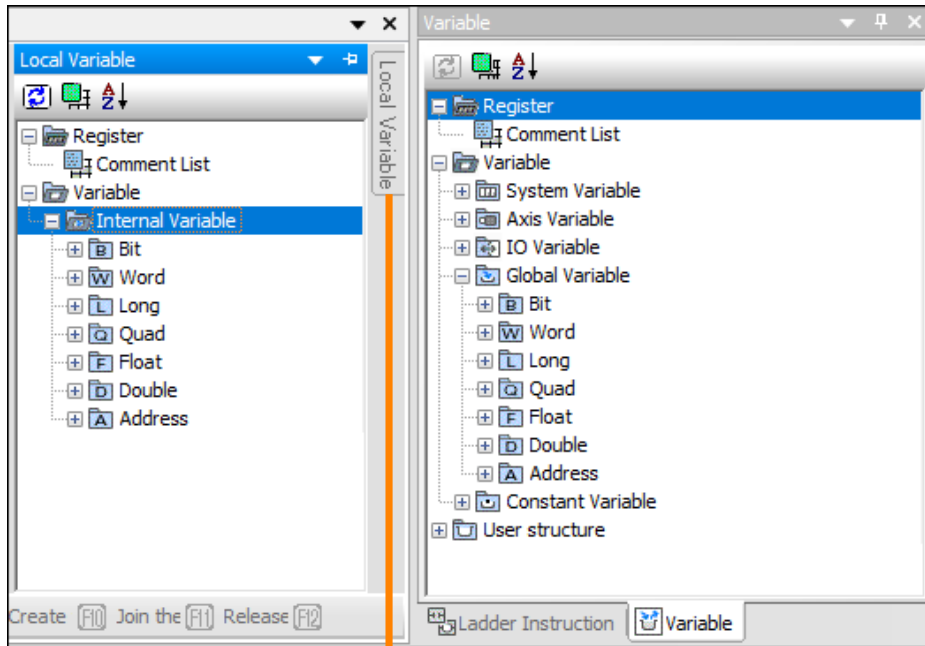 Local Variable
Register
Comment List
Variable
Internal Variable
B Bit
W Word
L Long
Q Quad
F Float
D Double
A Address
Create F10 Join the F11 Release F12
Local Variable
Variable
Register
Comment List
Variable
System Variable
Axis Variable
IO Variable
Global Variable
B Bit
W Word
L Long
Q Quad
F Float
D Double
A Address
Constant Variable
User structure
Ladder Instruction Variable